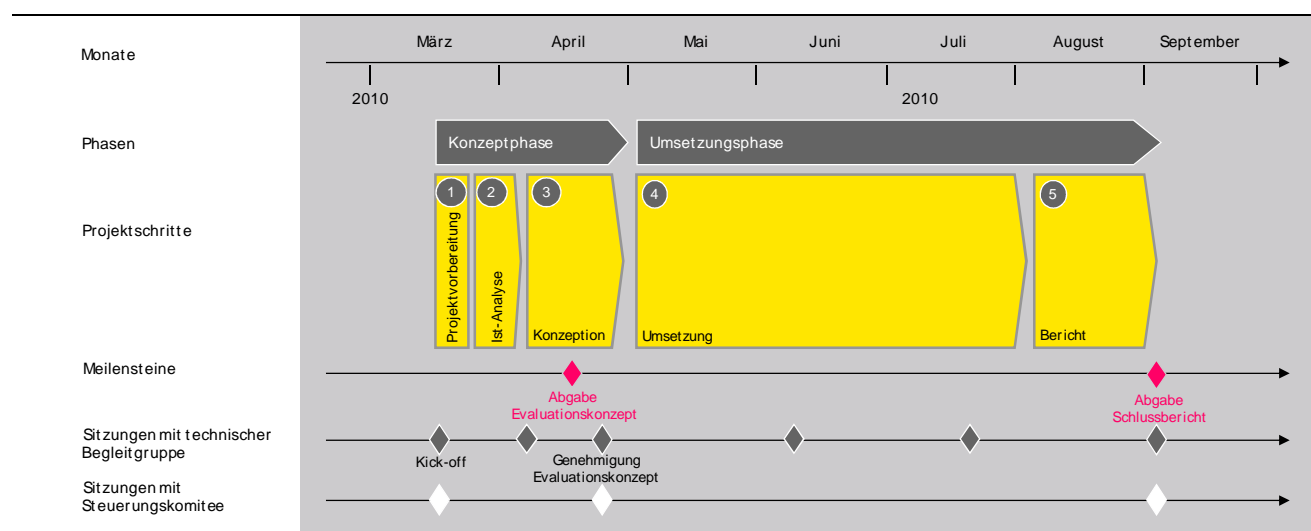 Monate
März April Mai Juni Juli August September
2010 2010
Phasen
Konzeptphase Umsetzungsphase
Projektschritte
1 2 3 4 5
Projektvorbereitung
Ist-Analyse
Konzeption
Umsetzung
Bericht
Meilensteine
Abgabe
Evaluationskonzept
Abgabe
Schlussbericht
Sitzungen mit technischer
Begleitgruppe
Kick-off
Genehmigung
Evaluationskonzept
Sitzungen mit
Steuerungskomitee